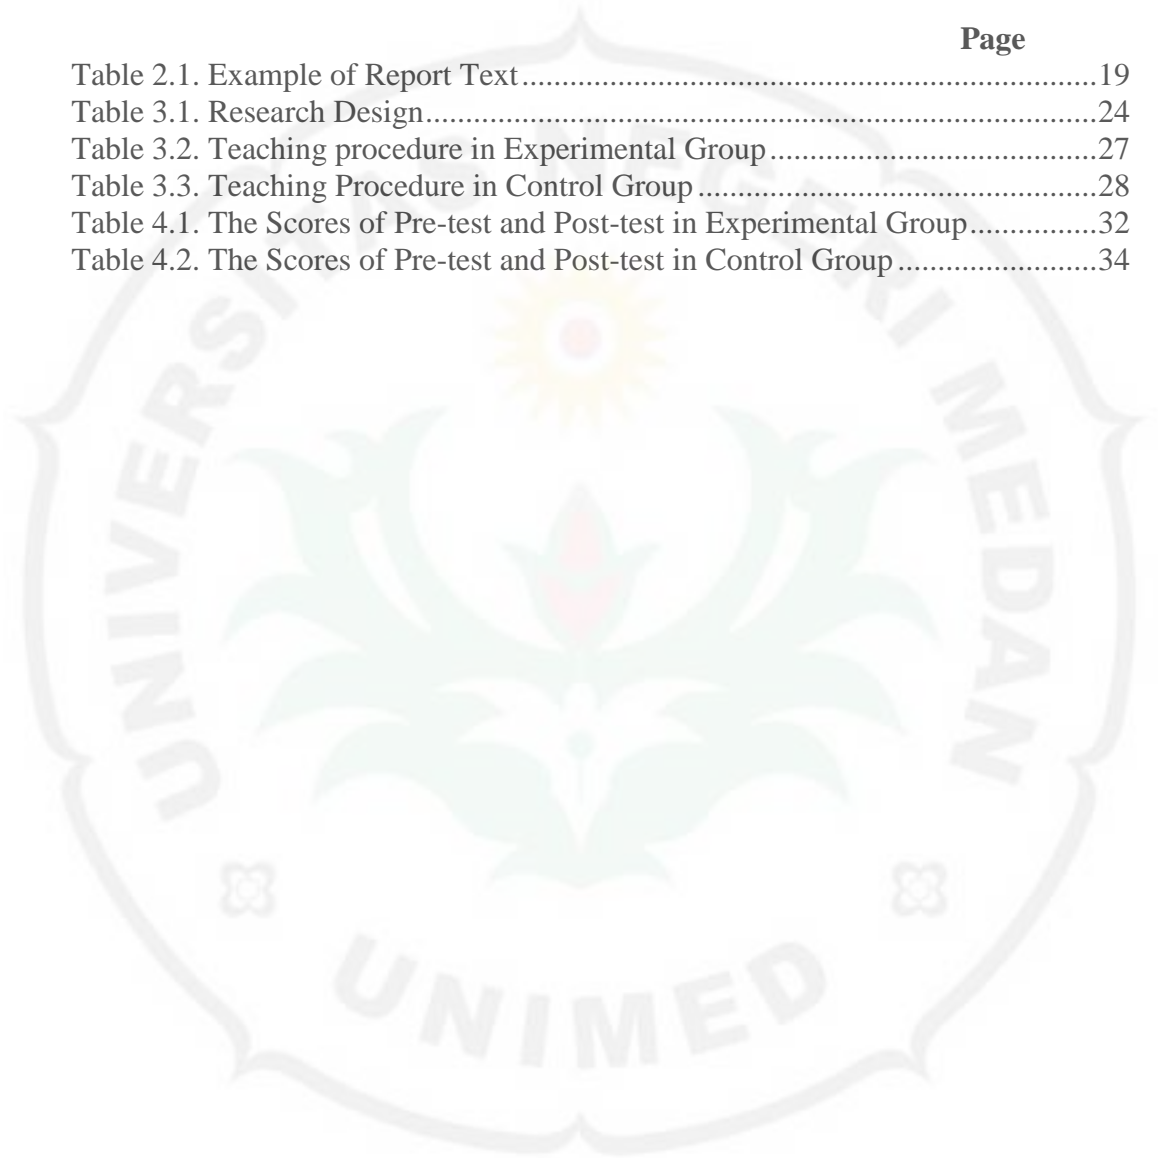 Page
Table 2.1. Example of Report Text.......................................................................19
Table 3.1. Research Design...................................................................................24
Table 3.2. Teaching procedure in Experimental Group........................................27
Table 3.3. Teaching Procedure in Control Group.................................................28
Table 4.1. The Scores of Pre-test and Post-test in Experimental Group................32
Table 4.2. The Scores of Pre-test and Post-test in Control Group.........................34
UNIVERSITAS NEGERI MEDAN
UNIMED